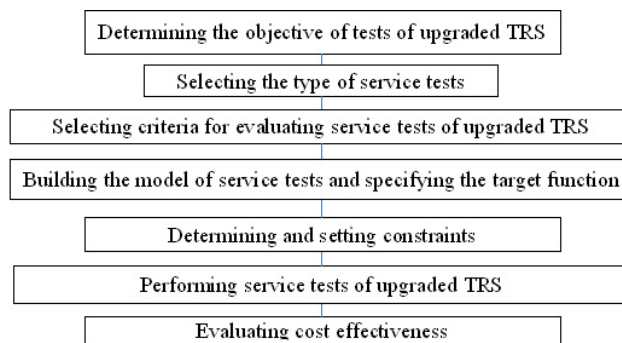 Determining the objective of tests of upgraded TRS
Selecting the type of service tests
Selecting criteria for evaluating service tests of upgraded TRS
Building the model of service tests and specifying the target function
Determining and setting constraints
Performing service tests of upgraded TRS
Evaluating cost effectiveness